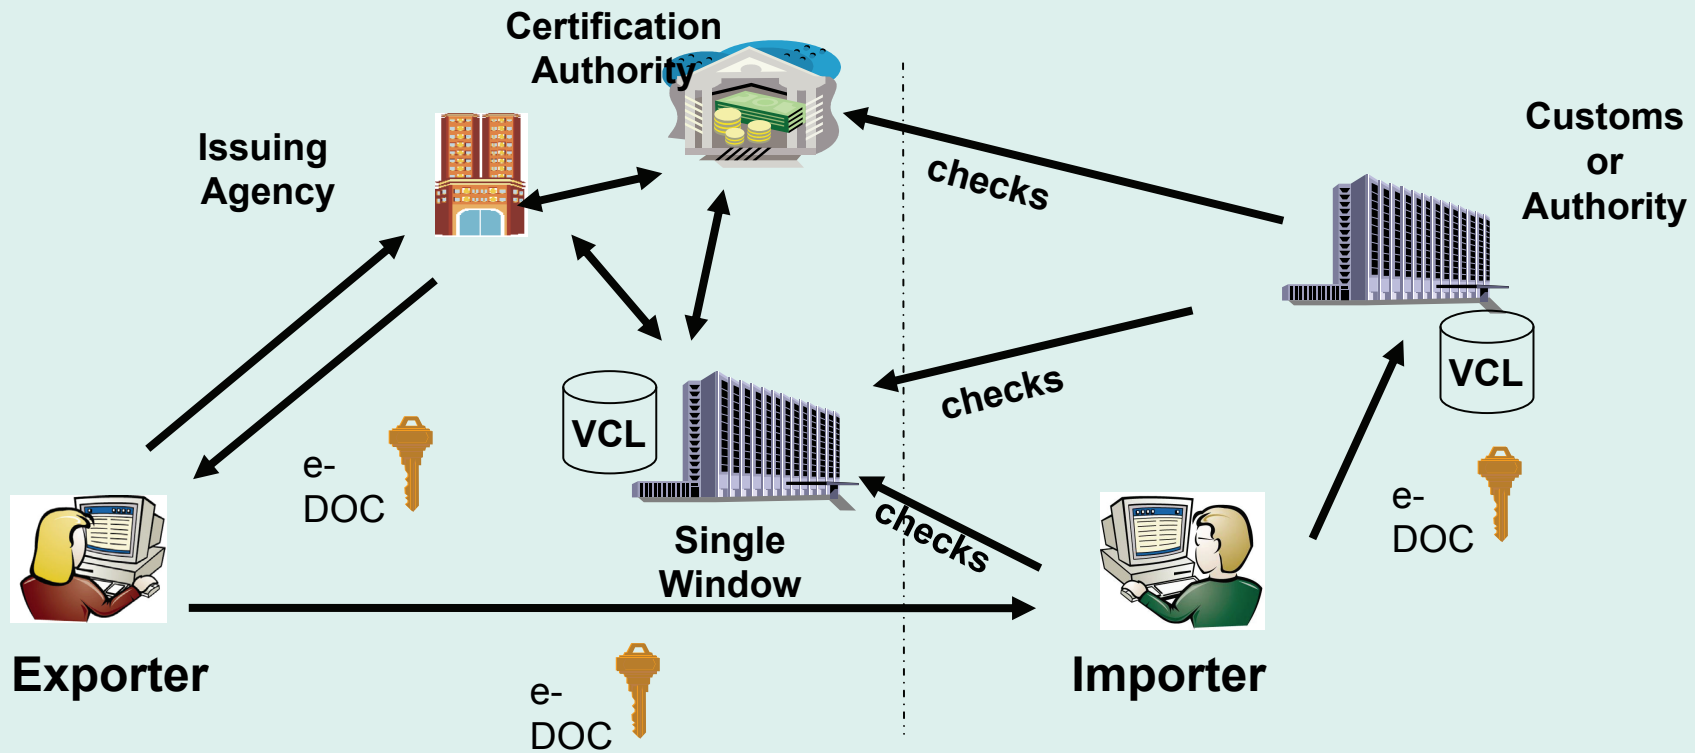 Certification
Authority
Issuing
Agency
checks
Customs
or
Authority
checks
VCL
VCL
e-
DOC
checks
e-
DOC
Single
Window
Exporter
Importer
e-
DOC